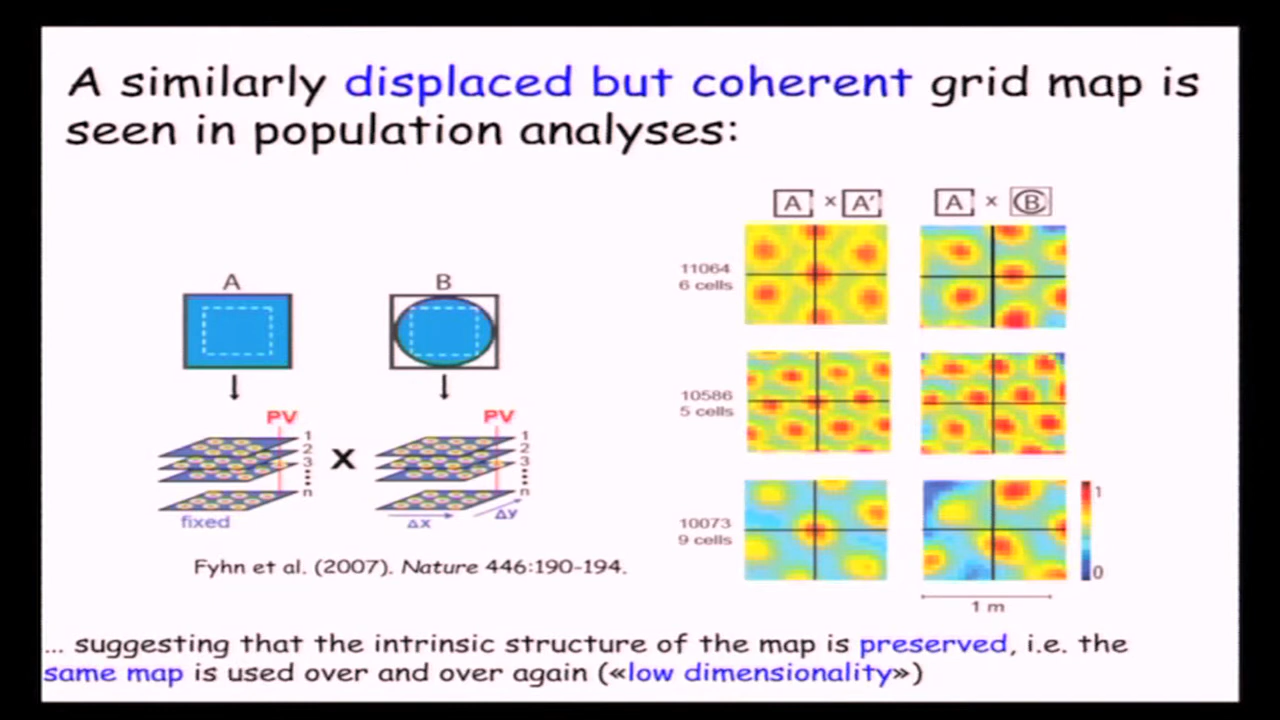 A similarly displaced but coherent grid map is
seen in population analyses:
A × A′
A × B
A
B
11064
6 cells
10586
5 cells
PV
1
2
3
n
fixed
x
PV
1
2
3
n
Δx
Δy
10073
9 cells
1
0
1 m
Fyhn et al. (2007). Nature 446:190-194.
... suggesting that the intrinsic structure of the map is preserved, i.e. the
same map is used over and over again («low dimensionality»)